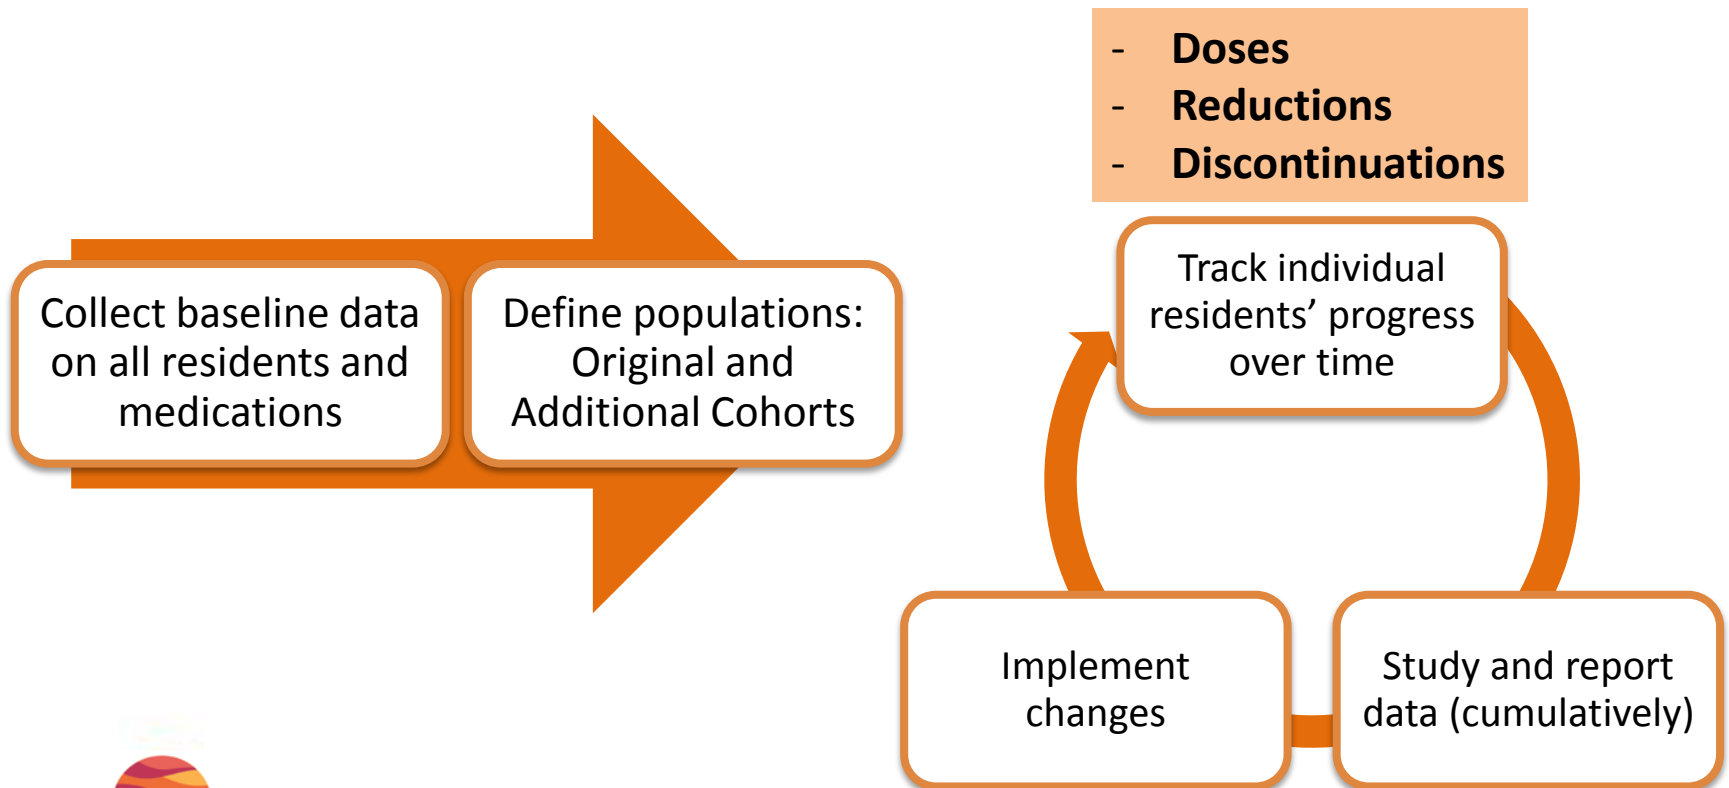 - Doses
- Reductions
- Discontinuations
Collect baseline data
on all residents and
medications
Define populations:
Original and
Additional Cohorts
Track individual
residents’ progress
over time
Implement
changes
Study and report
data (cumulatively)